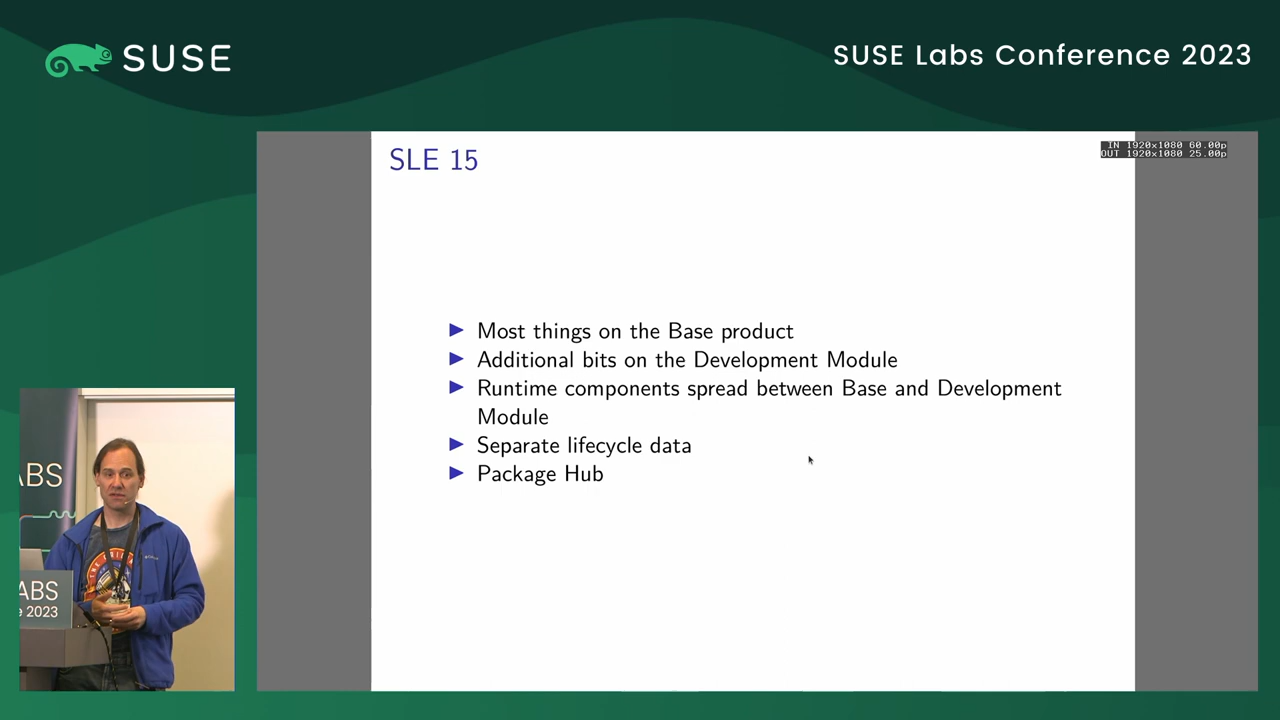 SUSE
SUSE Labs Conference 2023
IN 1920x1080 60.00p
OUT 1920x1080 25.00p
SLE 15
Most things on the Base product
Additional bits on the Development Module
Runtime components spread between Base and Development
Module
Separate lifecycle data
Package Hub
ABS
ABS
e 2023